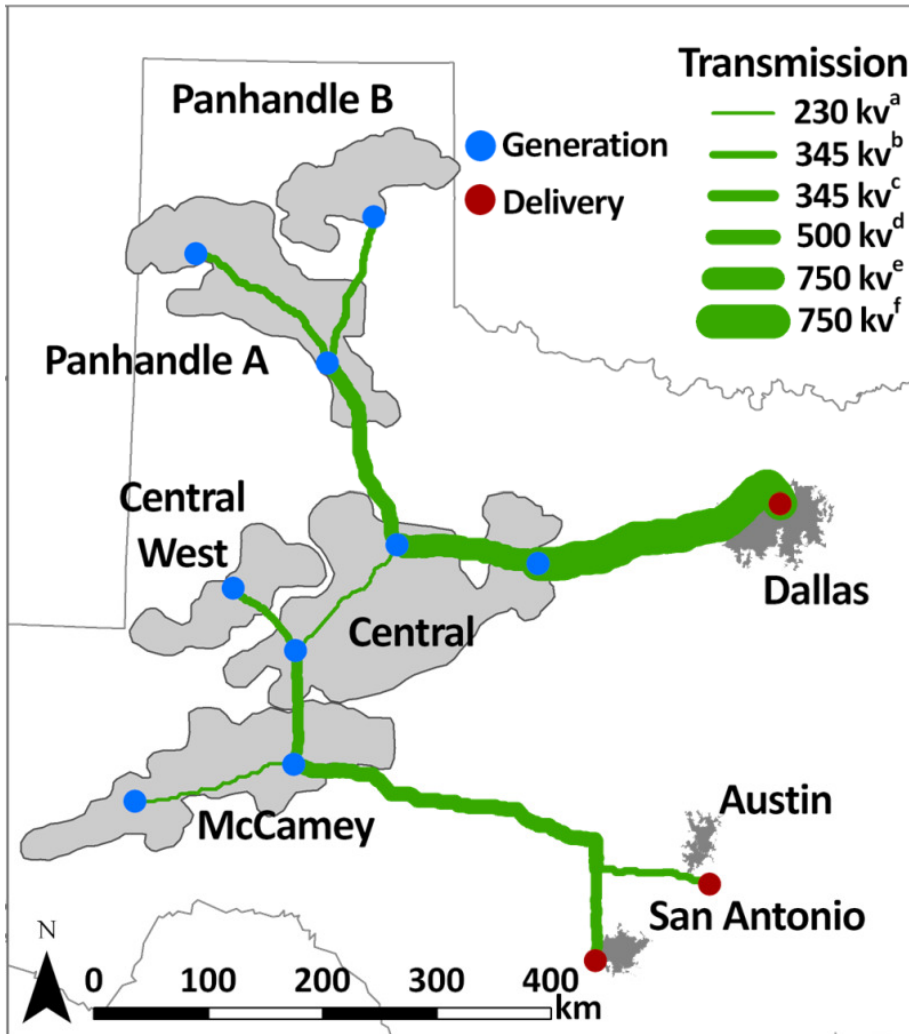 Panhandle B
Transmission
230 kv^a
345 kv^b
345 kv^c
500 kv^d
750 kv^e
750 kv^f
Generation
Delivery
Panhandle A
Central
West
Dallas
Central
McCamey
Austin
San Antonio
N
0 100 200 300 400
km